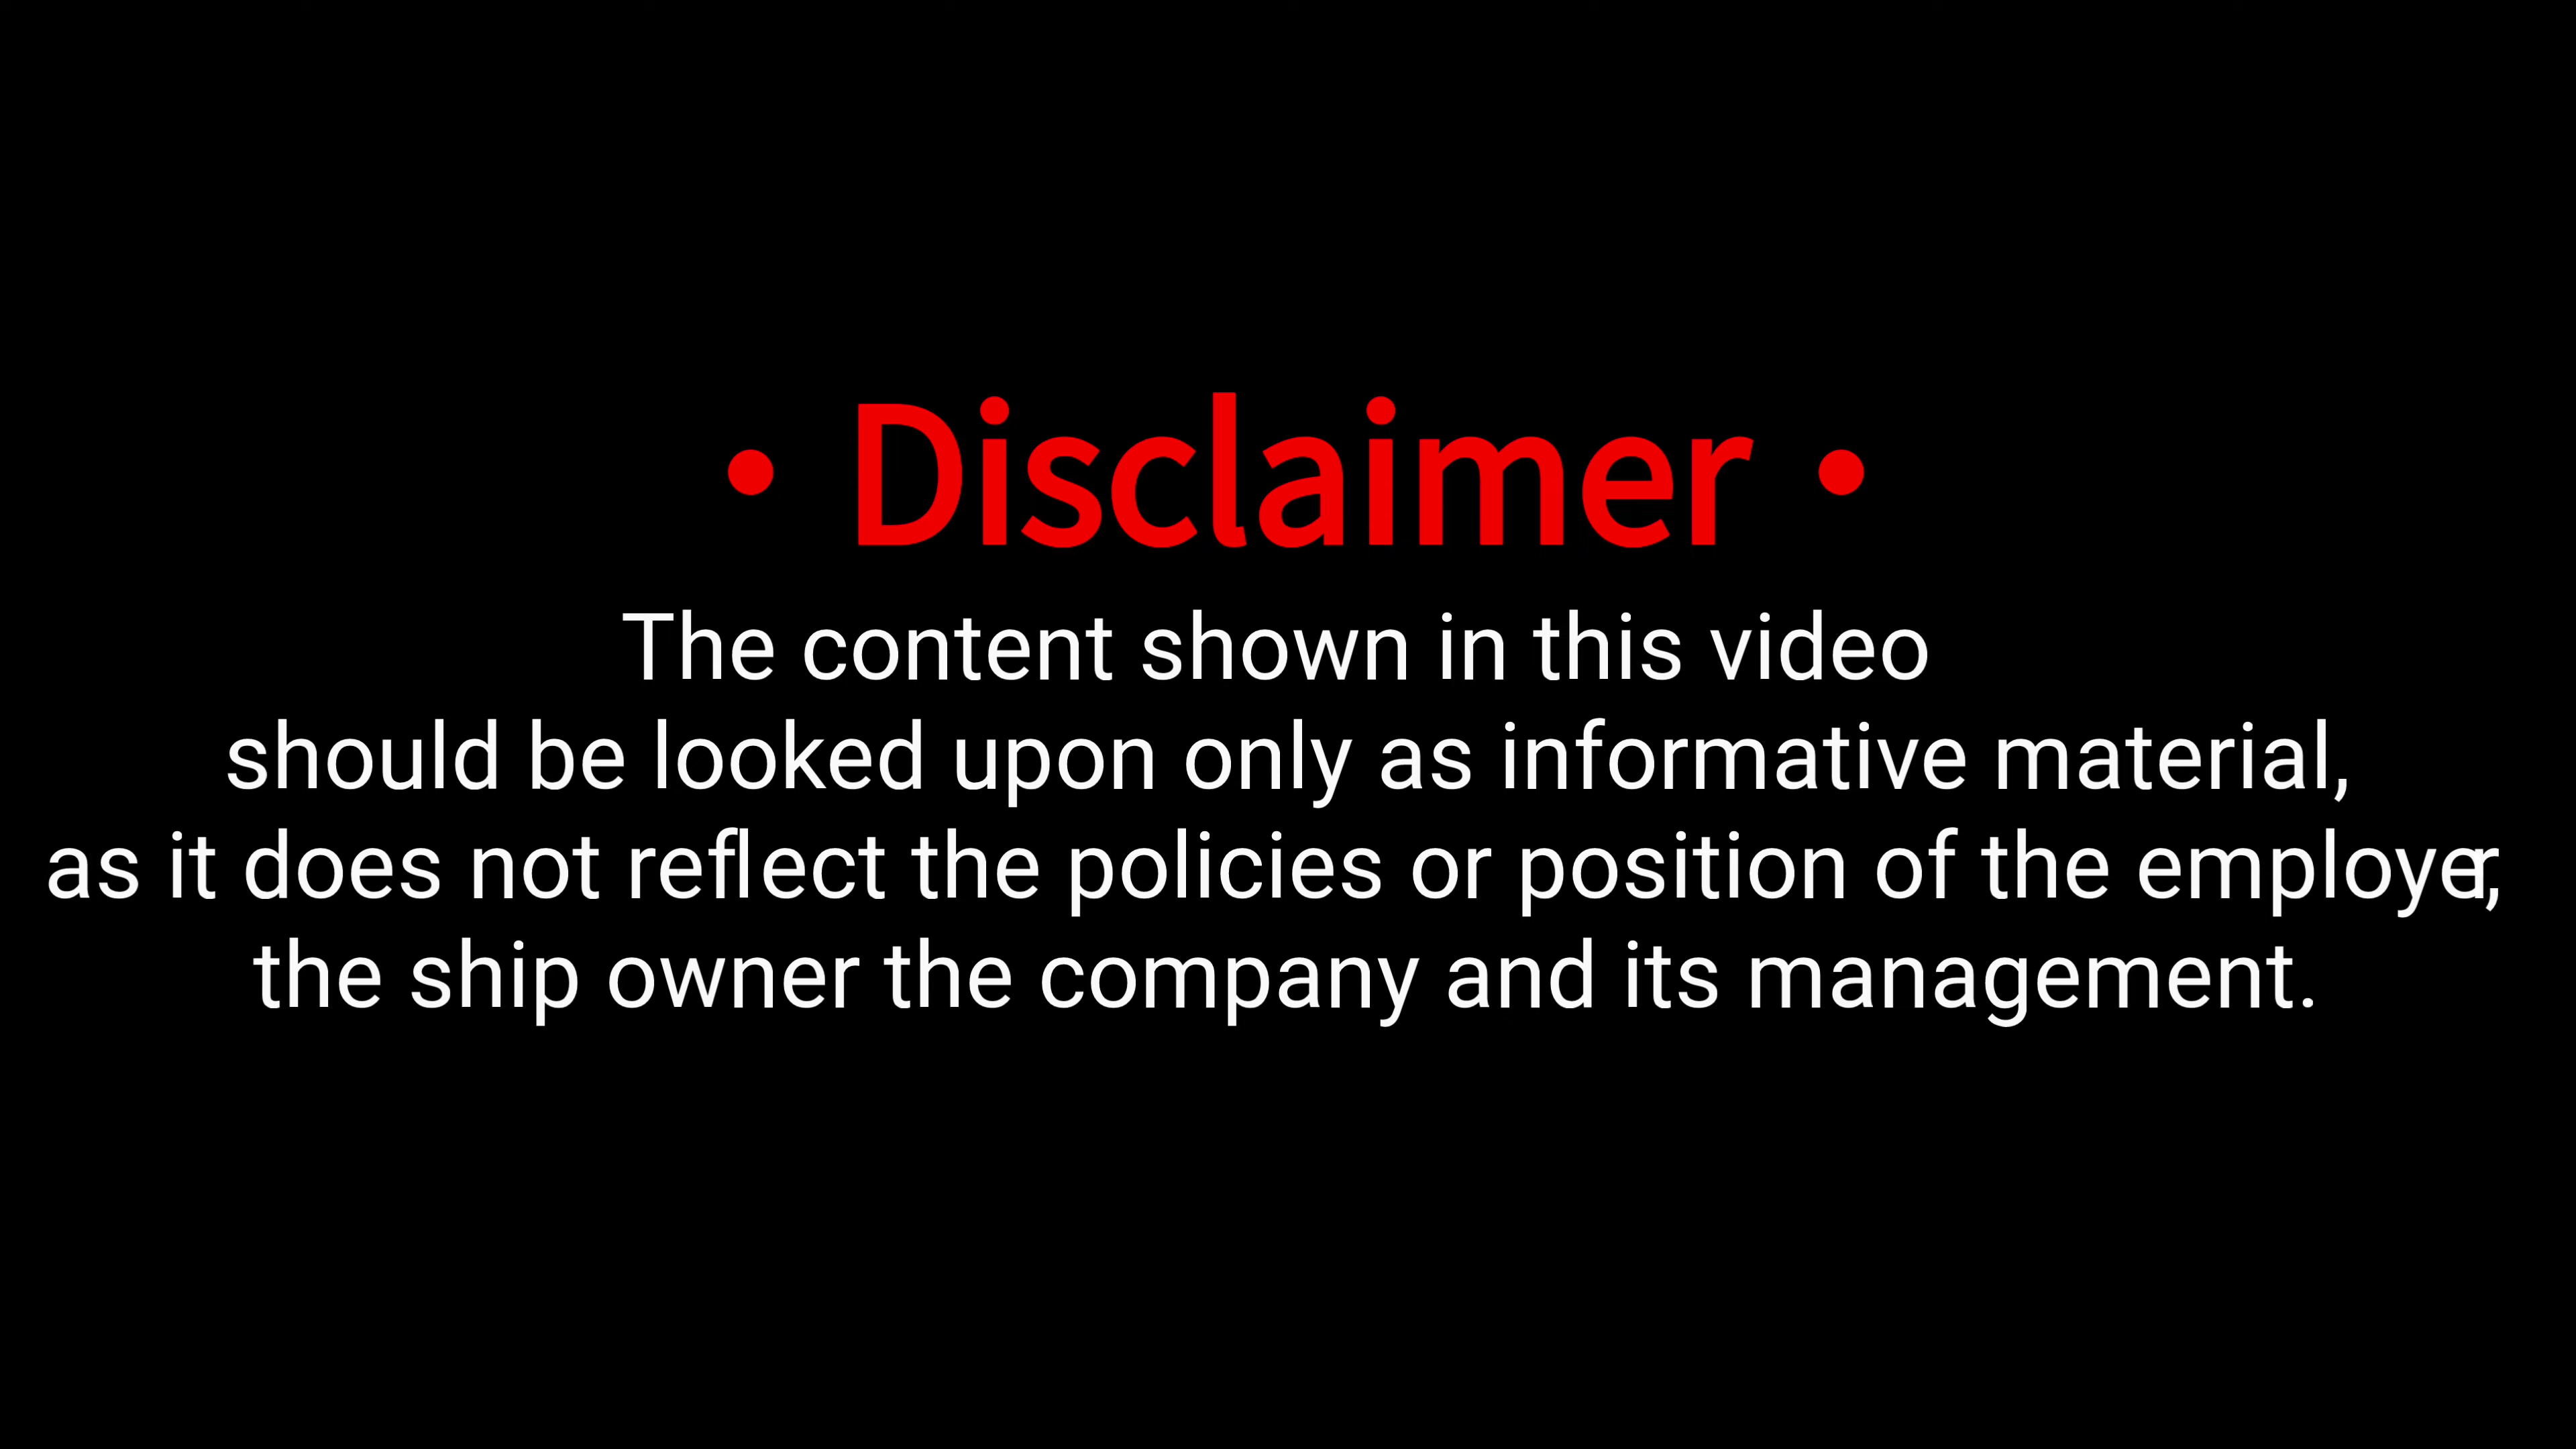 • Disclaimer •
The content shown in this video
should be looked upon only as informative material,
as it does not reflect the policies or position of the employer,
the ship owner the company and its management.